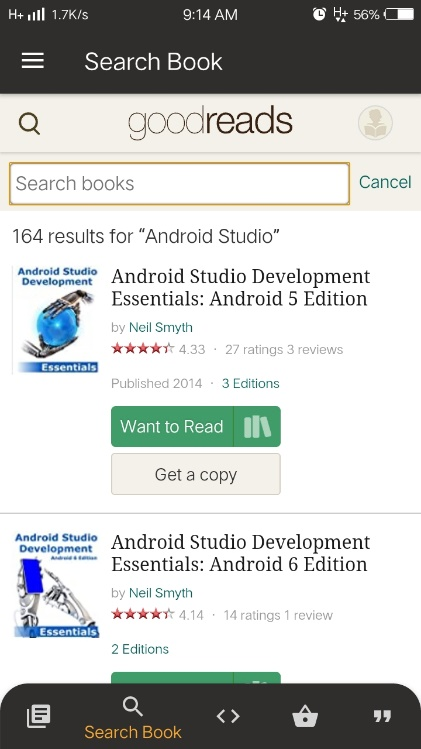 H+ 1.7K/s 9:14 AM H+ 56%
Search Book
goodreads
Search books Cancel
164 results for “Android Studio”
Android Studio
Development
Essentials
Android Studio Development
Essentials: Android 5 Edition
by Neil Smyth
4.33 · 27 ratings 3 reviews
Published 2014 · 3 Editions
Want to Read
Get a copy
Android Studio
Development
Android 6 Edition
Essentials
Android Studio Development
Essentials: Android 6 Edition
by Neil Smyth
4.14 · 14 ratings 1 review
2 Editions
Search Book